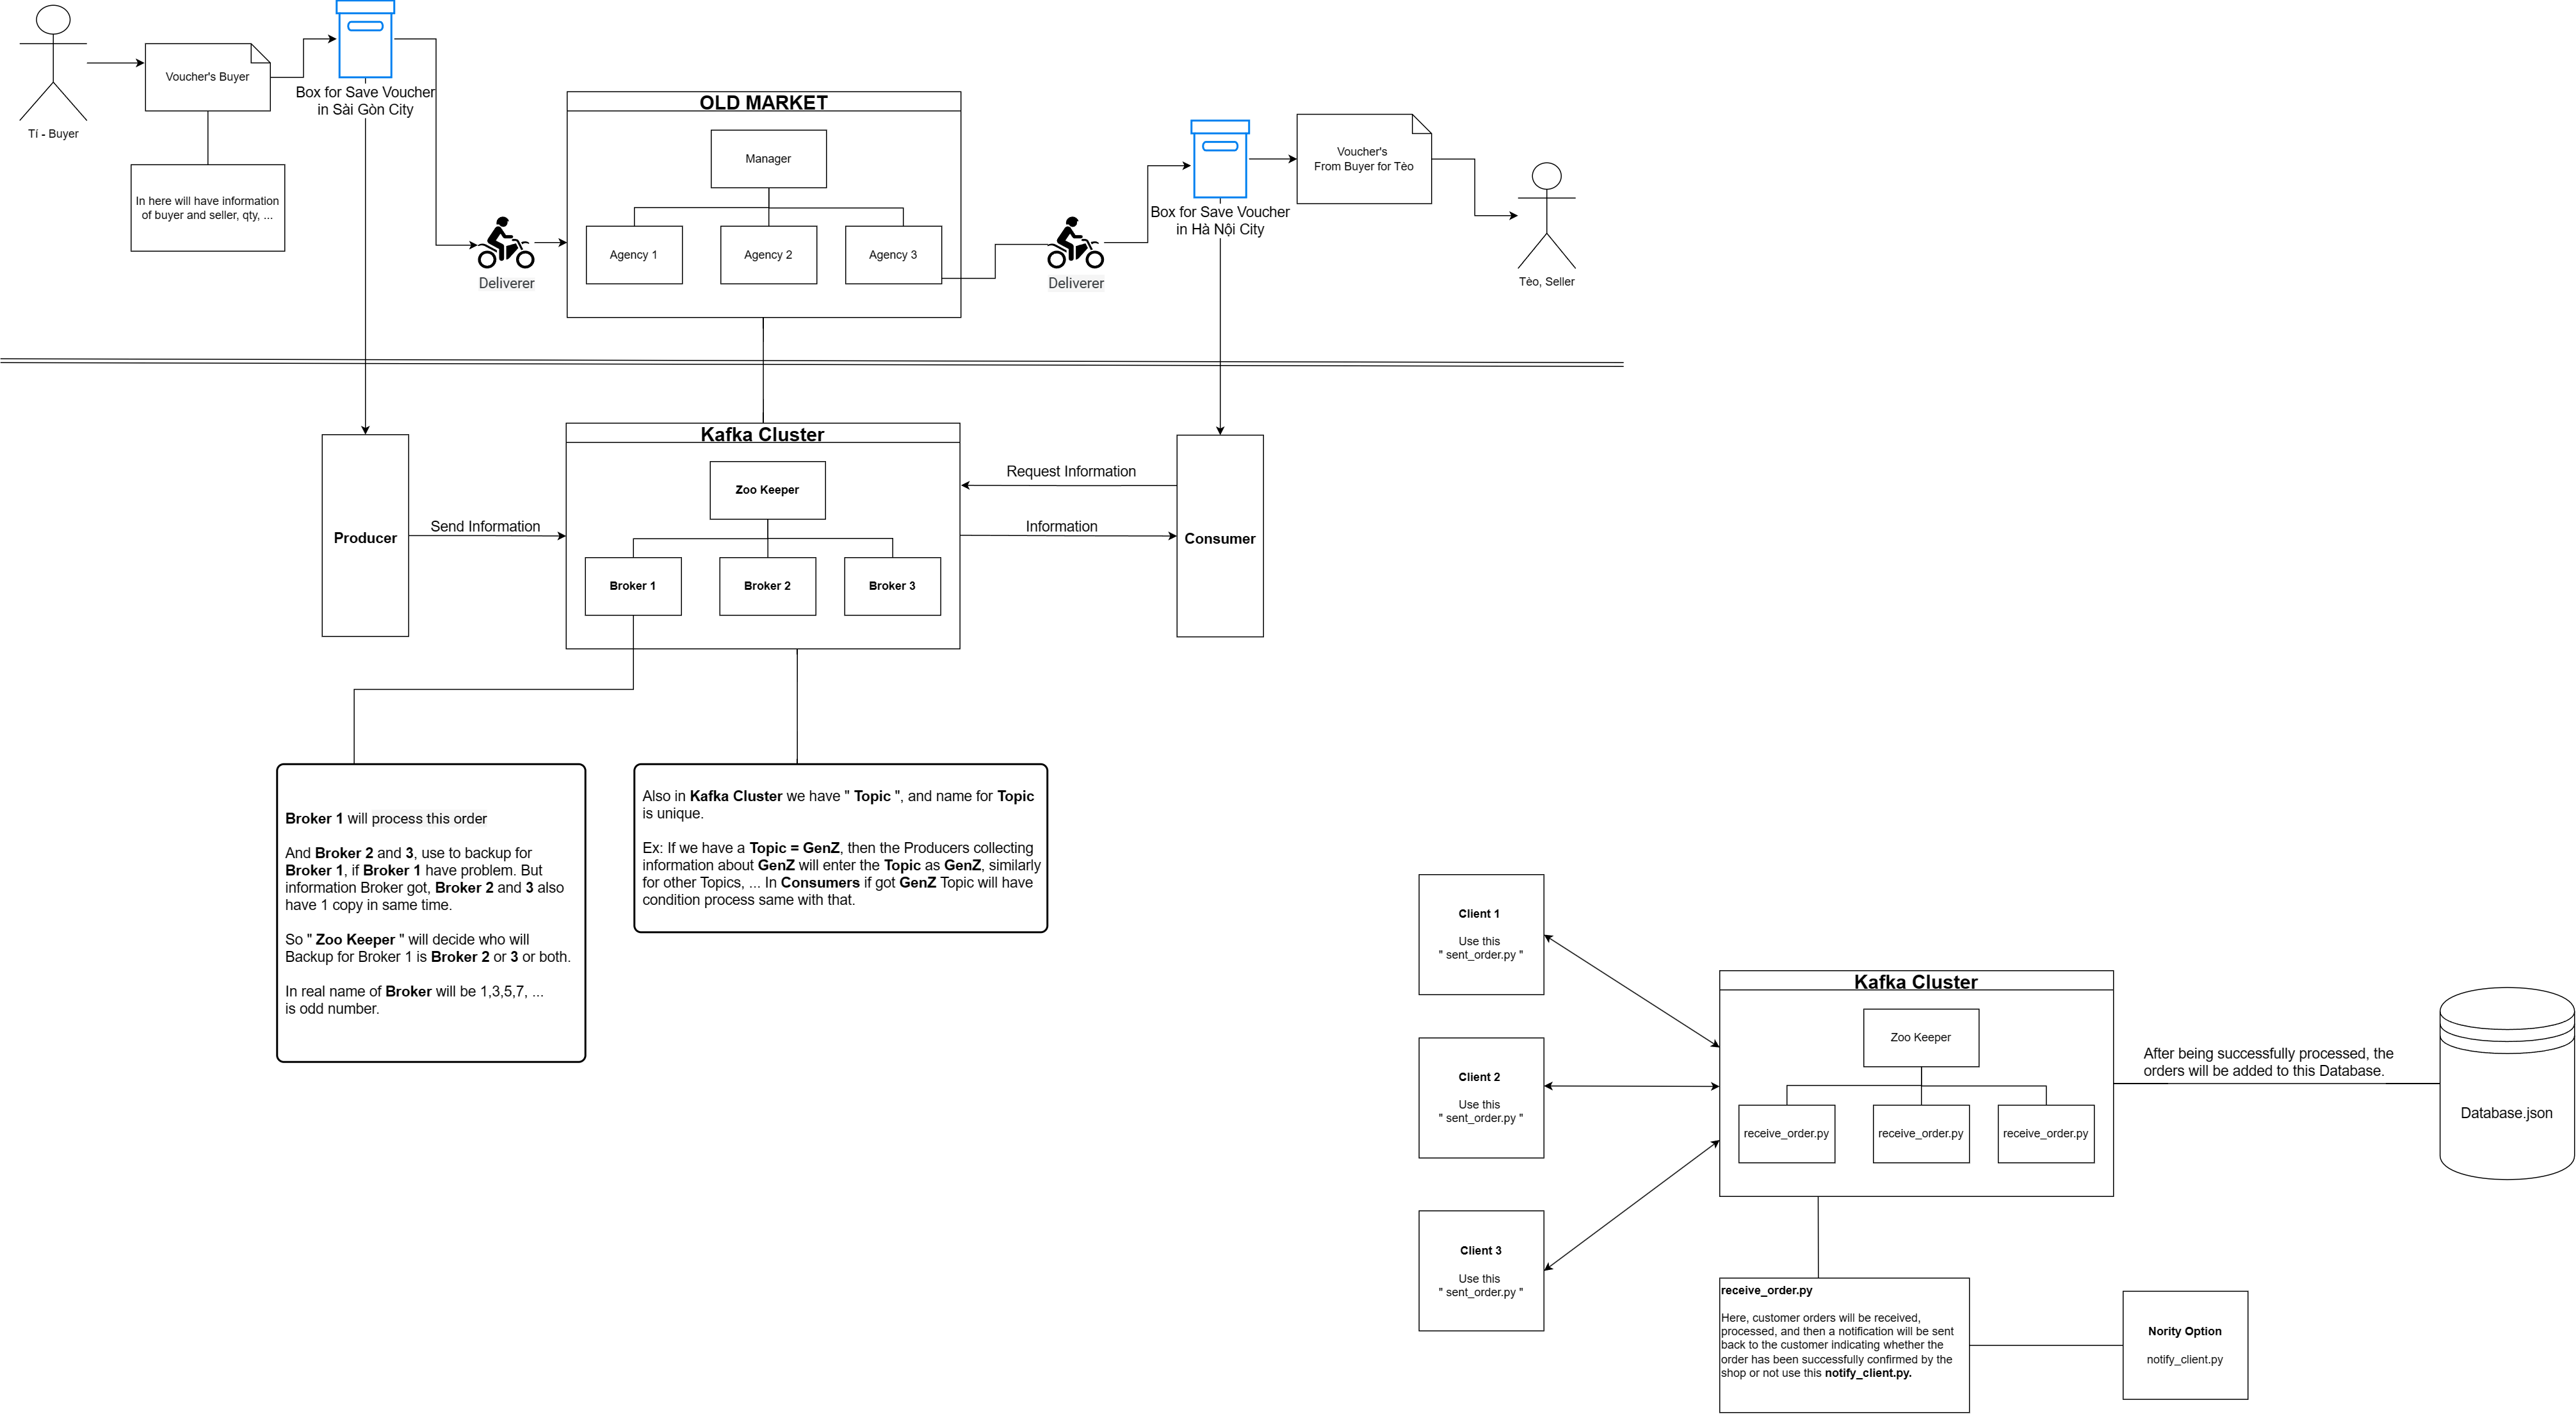 Tí - Buyer
Voucher's Buyer
In here will have information
of buyer and seller, qty, ...
Box for Save Voucher
in Sài Gòn City
Deliverer
OLD MARKET
Manager
Agency 1
Agency 2
Agency 3
Deliverer
Box for Save Voucher
in Hà Nội City
Voucher's
From Buyer for Tèo
Tèo, Seller
Producer
Send Information
Kafka Cluster
Zoo Keeper
Broker 1
Broker 2
Broker 3
Request Information
Information
Consumer
Broker 1 will process this order
And Broker 2 and 3, use to backup for
Broker 1, if Broker 1 have problem. But
information Broker got, Broker 2 and 3 also
have 1 copy in same time.
So " Zoo Keeper " will decide who will
Backup for Broker 1 is Broker 2 or 3 or both.
In real name of Broker will be 1,3,5,7, ...
is odd number.
Also in Kafka Cluster we have " Topic ", and name for Topic
is unique.
Ex: If we have a Topic = GenZ, then the Producers collecting
information about GenZ will enter the Topic as GenZ, similarly
for other Topics, ... In Consumers if got GenZ Topic will have
condition process same with that.
Client 1
Use this
" sent_order.py "
Client 2
Use this
" sent_order.py "
Client 3
Use this
" sent_order.py "
Kafka Cluster
Zoo Keeper
receive_order.py
receive_order.py
receive_order.py
After being successfully processed, the
orders will be added to this Database.
Database.json
receive_order.py
Here, customer orders will be received,
processed, and then a notification will be sent
back to the customer indicating whether the
order has been successfully confirmed by the
shop or not use this notify_client.py.
Nority Option
notify_client.py